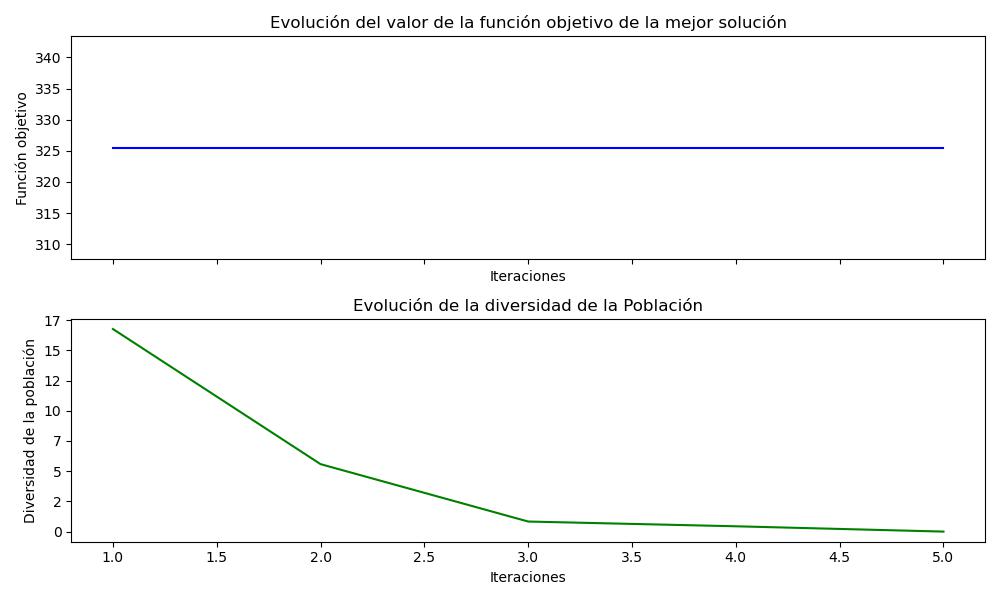 Evolución del valor de la función objetivo de la mejor solución
Función objetivo
340
335
330
325
320
315
310
Iteraciones
Evolución de la diversidad de la Población
Diversidad de la población
17
15
12
10
7
5
2
0
1.0 1.5 2.0 2.5 3.0 3.5 4.0 4.5 5.0
Iteraciones